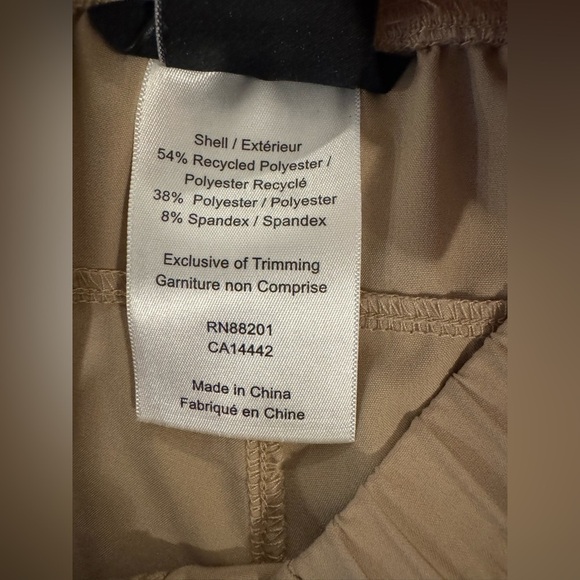 Shell / Extérieur
54% Recycled Polyester /
Polyester Recyclé
38% Polyester / Polyester
8% Spandex / Spandex
Exclusive of Trimming
Garniture non Comprise
RN88201
CA14442
Made in China
Fabriqué en Chine